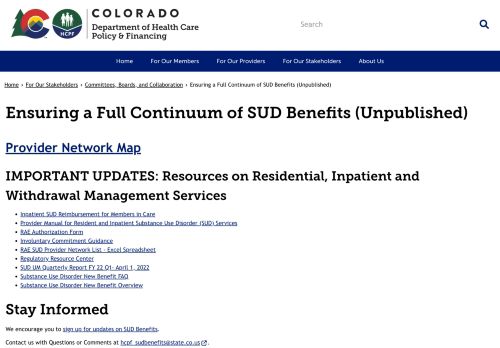 COLORADO
Department of Health Care
Policy & Financing
HCPF
Search
Home
For Our Members
For Our Providers
For Our Stakeholders
About Us
Home › For Our Stakeholders › Committees, Boards, and Collaboration › Ensuring a Full Continuum of SUD Benefits (Unpublished)
Ensuring a Full Continuum of SUD Benefits (Unpublished)
Provider Network Map
IMPORTANT UPDATES: Resources on Residential, Inpatient and
Withdrawal Management Services
Inpatient SUD Reimbursement for Members in Care
Provider Manual for Resident and Inpatient Substance Use Disorder (SUD) Services
RAE Authorization Form
Involuntary Commitment Guidance
RAE SUD Provider Network List - Excel Spreadsheet
Regulatory Resource Center
SUD UM Quarterly Report FY 22 Q1- April 1, 2022
Substance Use Disorder New Benefit FAQ
Substance Use Disorder New Benefit Overview
Stay Informed
We encourage you to sign up for updates on SUD Benefits.
Contact us with Questions or Comments at hcpf_sudbenefits@state.co.us.